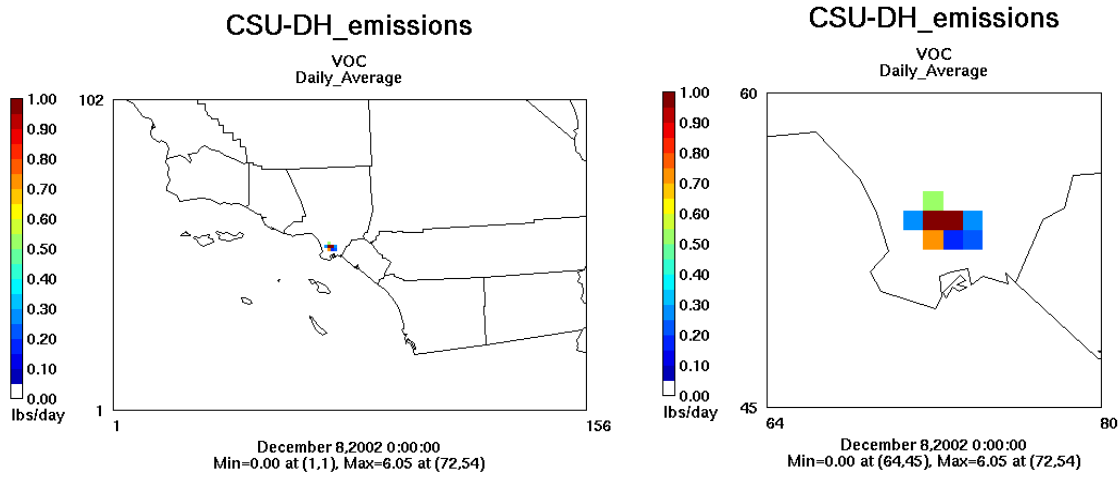 CSU-DH_emissions
VOC
Daily_Average
1.00
0.90
0.80
0.70
0.60
0.50
0.40
0.30
0.20
0.10
0.00
lbs/day
102
1
1
156
December 8,2002 0:00:00
Min=0.00 at (1,1), Max=6.05 at (72,54)
CSU-DH_emissions
VOC
Daily_Average
1.00
0.90
0.80
0.70
0.60
0.50
0.40
0.30
0.20
0.10
0.00
lbs/day
60
45
64
80
December 8,2002 0:00:00
Min=0.00 at (64,45), Max=6.05 at (72,54)